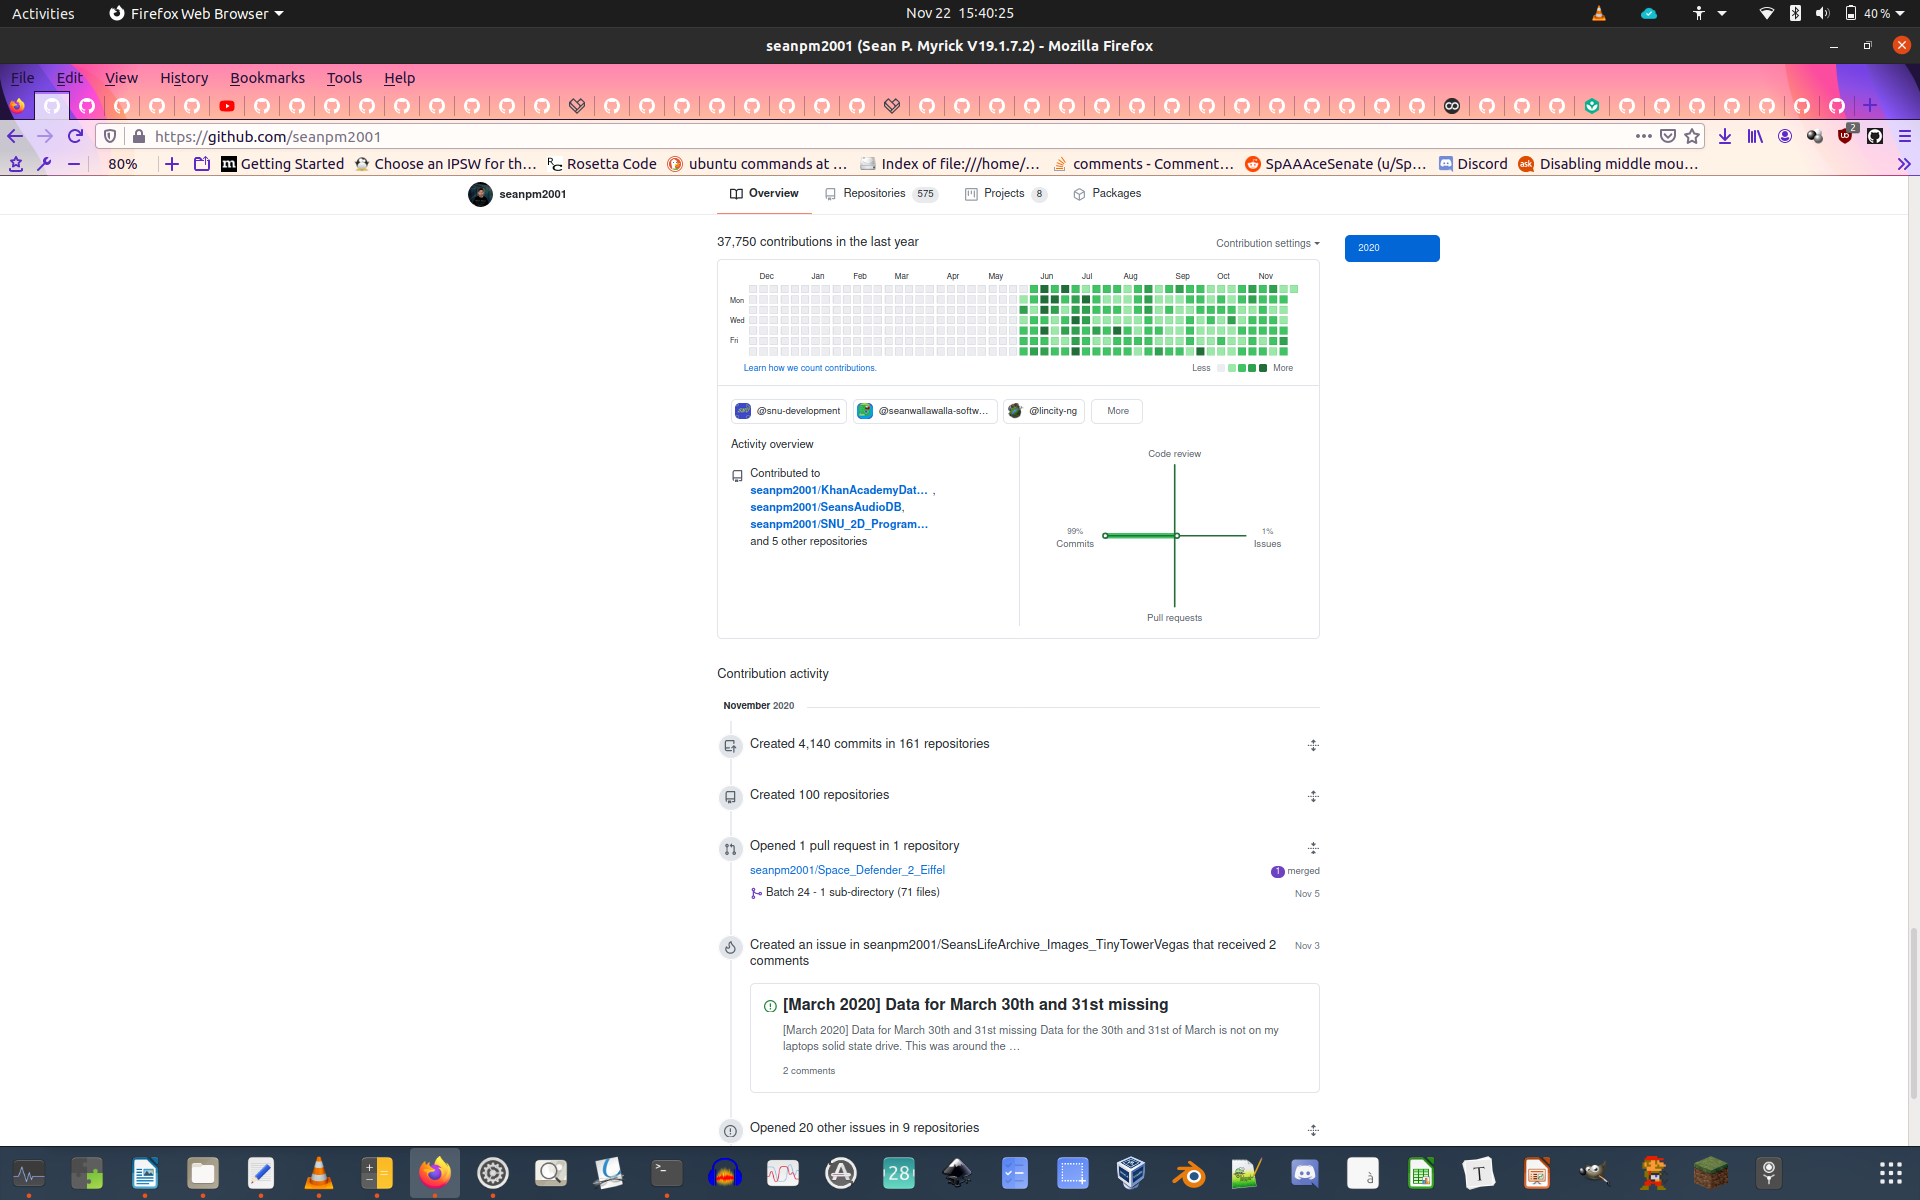 Activities
Firefox Web Browser
Nov 22 15:40:25
40 %
seanpm2001 (Sean P. Myrick V19.1.7.2) - Mozilla Firefox
File Edit View History Bookmarks Tools Help
https://github.com/seanpm2001
2
80%
Getting Started
Choose an IPSW for th…
Rosetta Code
ubuntu commands at …
Index of file:///home/…
comments - Comment…
SpAAAceSenate (u/Sp…
Discord
Disabling middle mou…
seanpm2001
Overview
Repositories 575
Projects 8
Packages
37,750 contributions in the last year
Contribution settings
2020
Dec Jan Feb Mar Apr May Jun Jul Aug Sep Oct Nov
Mon
Wed
Fri
Learn how we count contributions.
Less
More
@snu-development
@seanwallawalla-softw…
@lincity-ng
More
Activity overview
Contributed to
seanpm2001/KhanAcademyDat… ,
seanpm2001/SeansAudioDB,
seanpm2001/SNU_2D_Program…
and 5 other repositories
Code review
99%
Commits
1%
Issues
Pull requests
Contribution activity
November 2020
Created 4,140 commits in 161 repositories
Created 100 repositories
Opened 1 pull request in 1 repository
seanpm2001/Space_Defender_2_Eiffel
1 merged
Batch 24 - 1 sub-directory (71 files)
Nov 5
Created an issue in seanpm2001/SeansLifeArchive_Images_TinyTowerVegas that received 2
comments
Nov 3
[March 2020] Data for March 30th and 31st missing
[March 2020] Data for March 30th and 31st missing Data for the 30th and 31st of March is not on my
laptops solid state drive. This was around the …
2 comments
Opened 20 other issues in 9 repositories
28